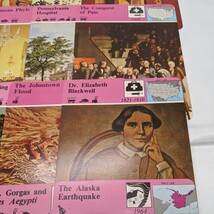 Pennsylvania
Hospital
The Conquest
of Pain
The Johnstown
Flood
Dr. Elizabeth
Blackwell
1821-1910
Gorgas and
Aegypti
The Alaska
Earthquake
1964